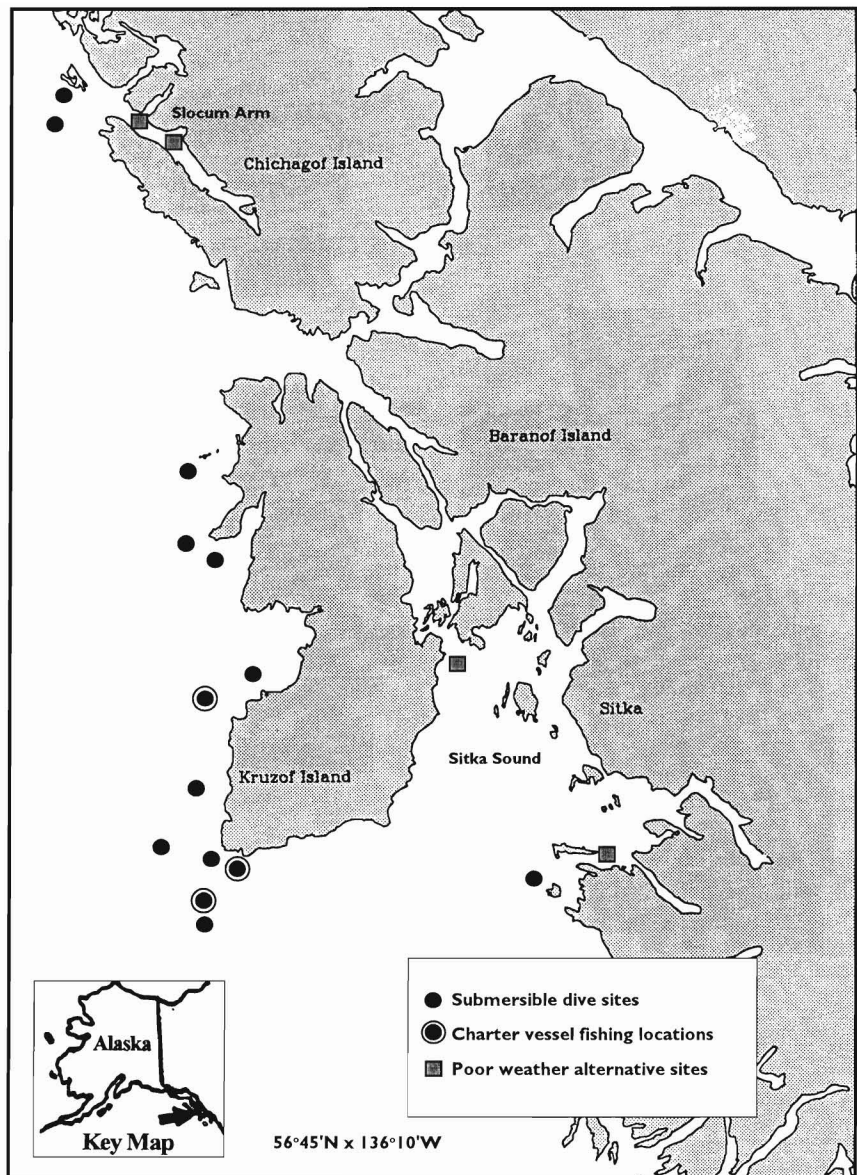 Slocum Arm
Chichagof Island
Baranof Island
Sitka
Sitka Sound
Kruzof Island
Submersible dive sites
Charter vessel fishing locations
Poor weather alternative sites
Alaska
Key Map
56°45'N x 136°10'W